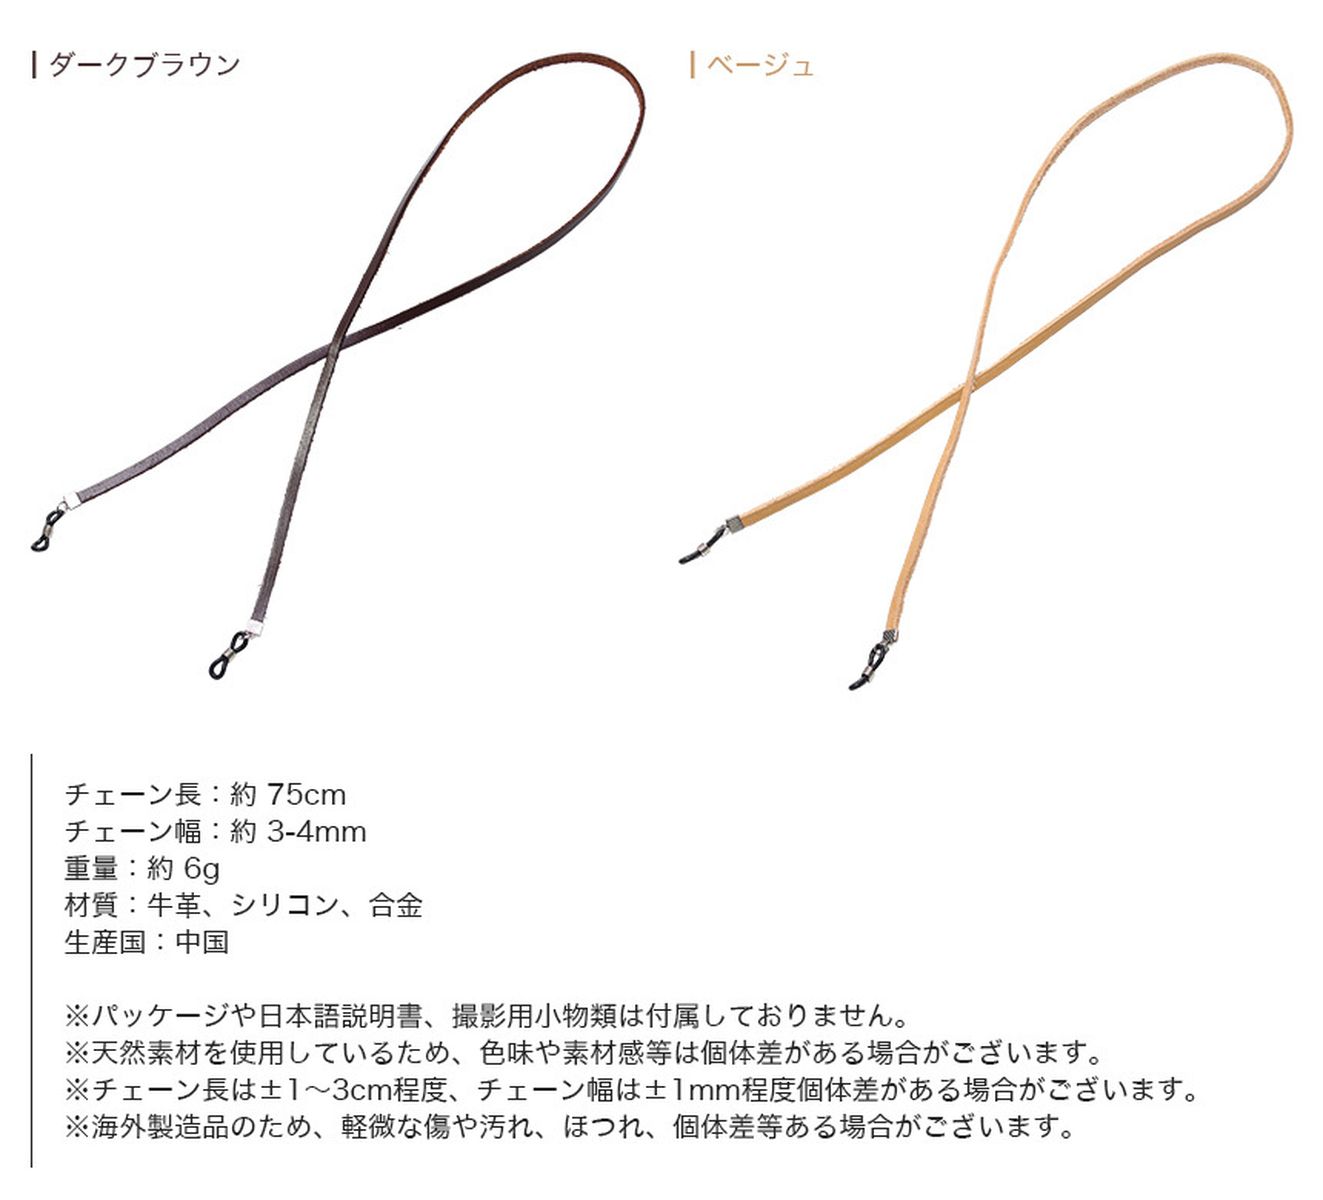 ダークブラウン
ベージュ
チェーン長：約 75cm
チェーン幅：約 3-4mm
重量：約 6g
材質：牛革、シリコン、合金
生産国：中国
※パッケージや日本語説明書、撮影用小物類は付属しておりません。
※天然素材を使用しているため、色味や素材感等は個体差がある場合がございます。
※チェーン長は±1～3cm程度、チェーン幅は±1mm程度個体差がある場合がございます。
※海外製造品のため、軽微な傷や汚れ、ほつれ、個体差等ある場合がございます。